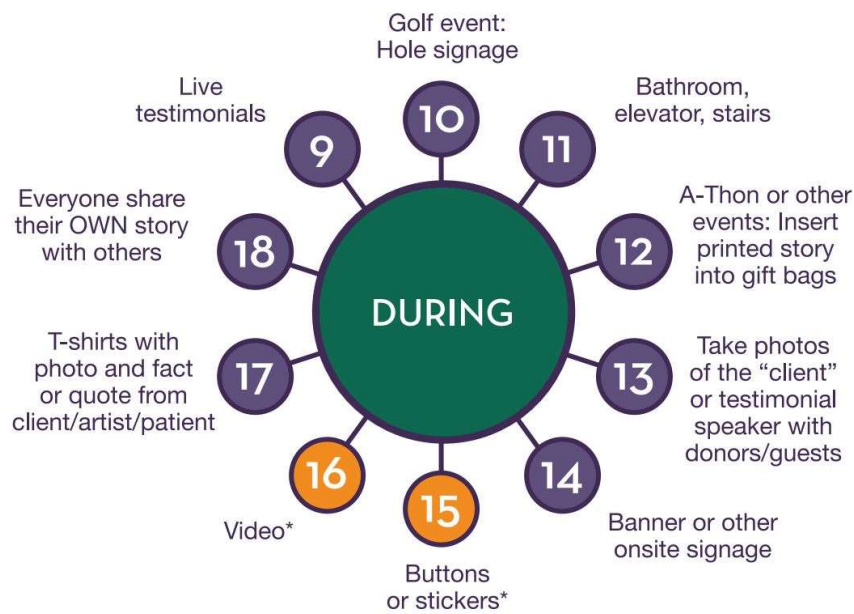 Golf event:
Hole signage
10
Live
testimonials
9
Bathroom,
elevator, stairs
11
Everyone share
their OWN story
with others
18
A-Thon or other
events: Insert
printed story
into gift bags
12
DURING
T-shirts with
photo and fact
or quote from
client/artist/patient
17
Take photos
of the “client”
or testimonial
speaker with
donors/guests
13
16
Video*
15
Buttons
or stickers*
14
Banner or other
onsite signage